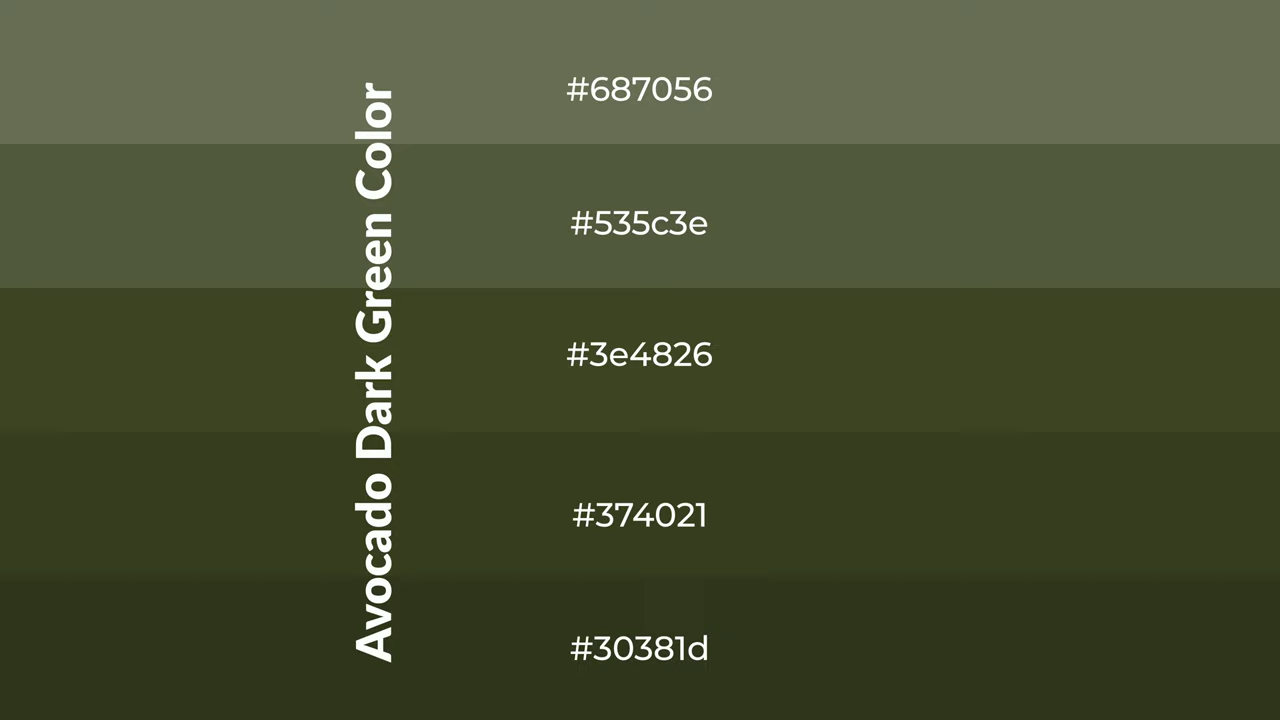 Avocado Dark Green Color
#687056
#535c3e
#3e4826
#374021
#30381d